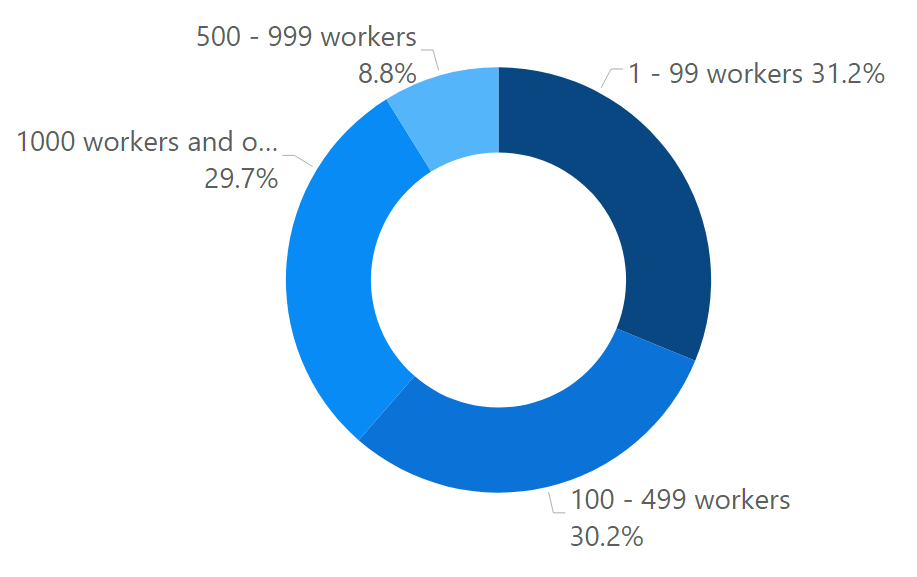 500 - 999 workers
8.8%
1 - 99 workers 31.2%
1000 workers and o...
29.7%
100 - 499 workers
30.2%